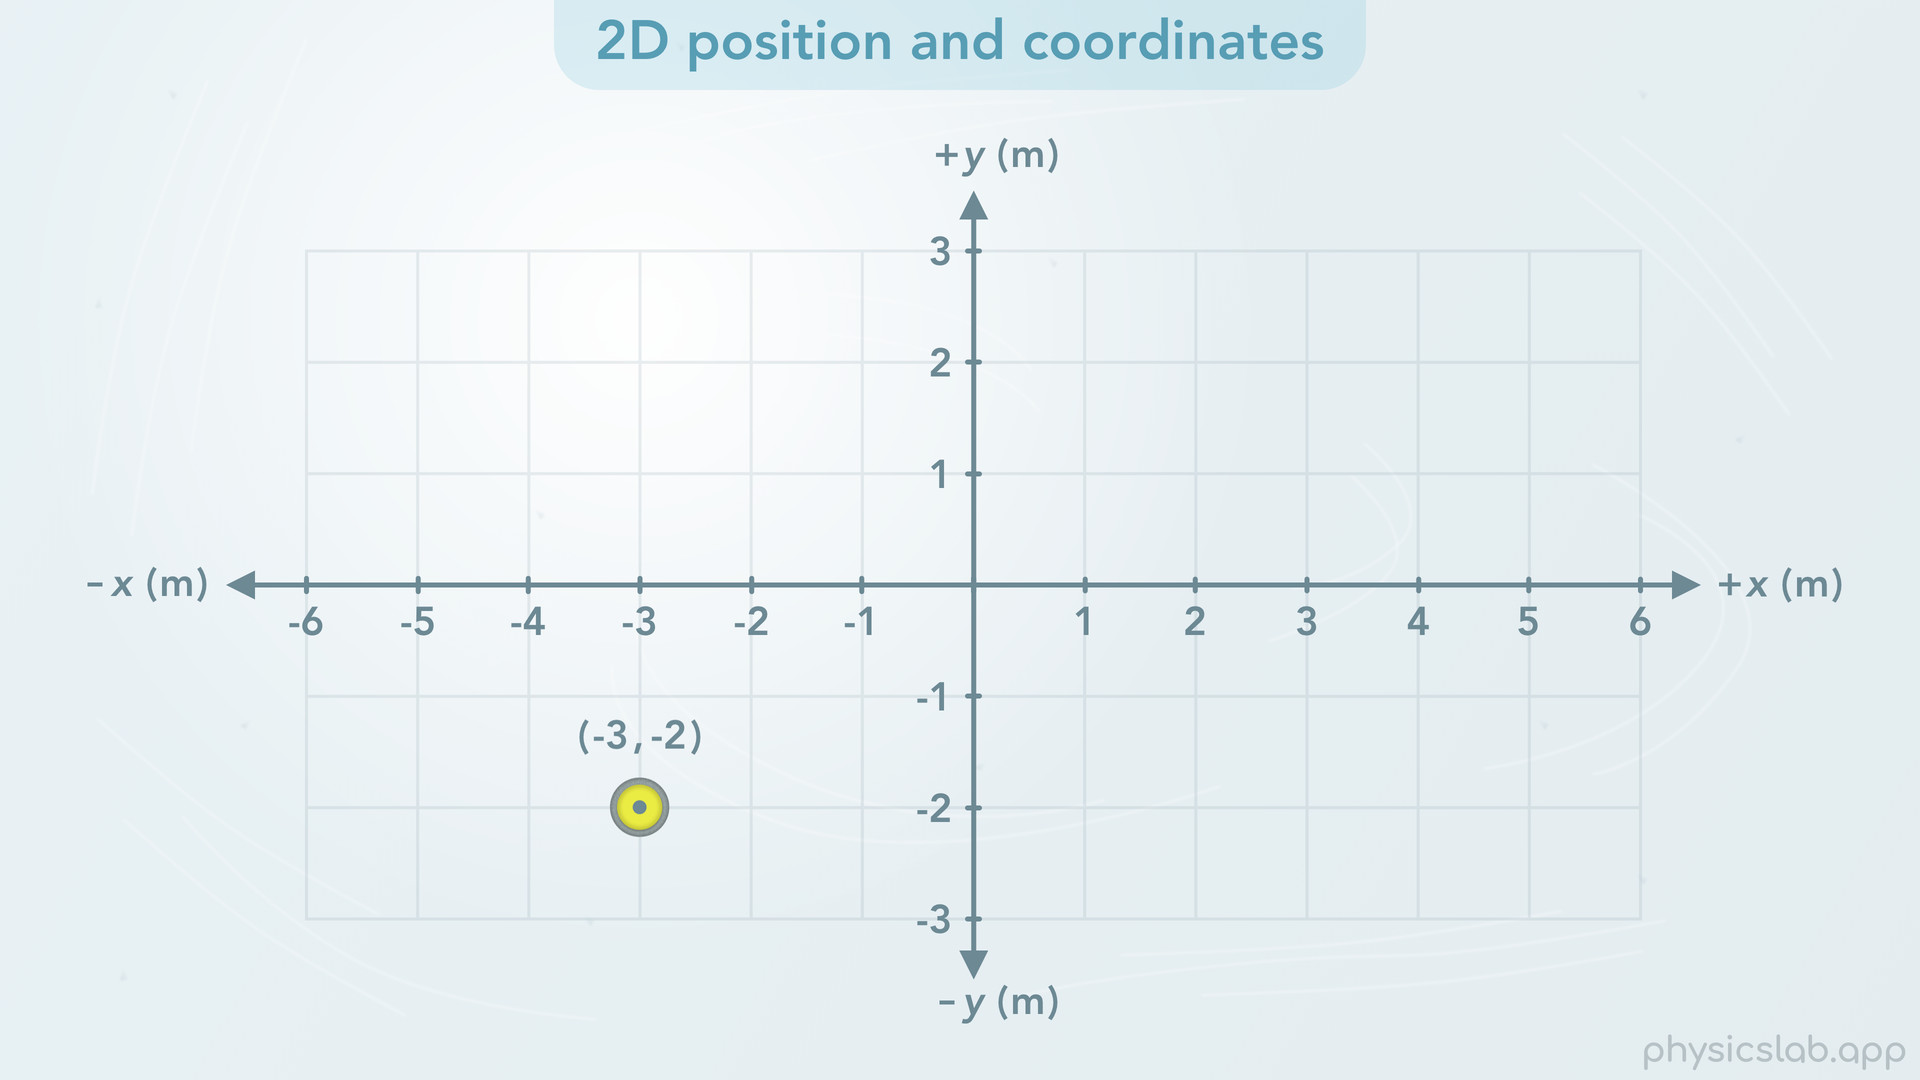 2D position and coordinates
+y (m)
3
2
1
-x (m)
+x (m)
-6 -5 -4 -3 -2 -1 1 2 3 4 5 6
-1
(-3, -2)
-2
-3
-y (m)
physicslab.app